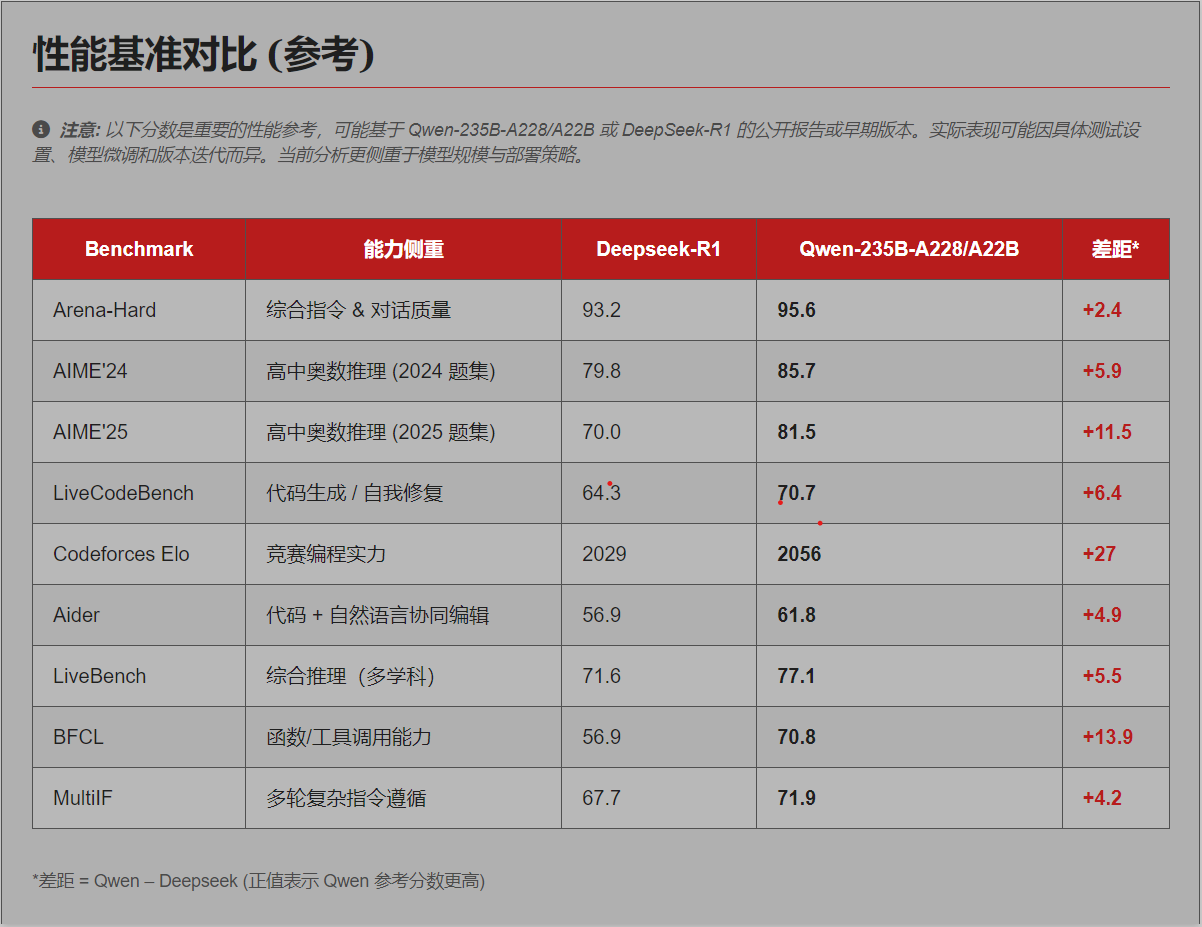 性能基准对比 (参考)
注意: 以下分数是重要的性能参考，可能基于 Qwen-235B-A228/A22B 或 DeepSeek-R1 的公开报告或早期版本。实际表现可能因具体测试设
置、模型微调和版本迭代而异。当前分析更侧重于模型规模与部署策略。
Benchmark 能力侧重 Deepseek-R1 Qwen-235B-A228/A22B 差距*
Arena-Hard 综合指令 & 对话质量 93.2 95.6 +2.4
AIME'24 高中奥数推理 (2024 题集) 79.8 85.7 +5.9
AIME'25 高中奥数推理 (2025 题集) 70.0 81.5 +11.5
LiveCodeBench 代码生成 / 自我修复 64.3 70.7 +6.4
Codeforces Elo 竞赛编程实力 2029 2056 +27
Aider 代码 + 自然语言协同编辑 56.9 61.8 +4.9
LiveBench 综合推理（多学科） 71.6 77.1 +5.5
BFCL 函数/工具调用能力 56.9 70.8 +13.9
MultiIF 多轮复杂指令遵循 67.7 71.9 +4.2
*差距 = Qwen – Deepseek (正值表示 Qwen 参考分数更高)